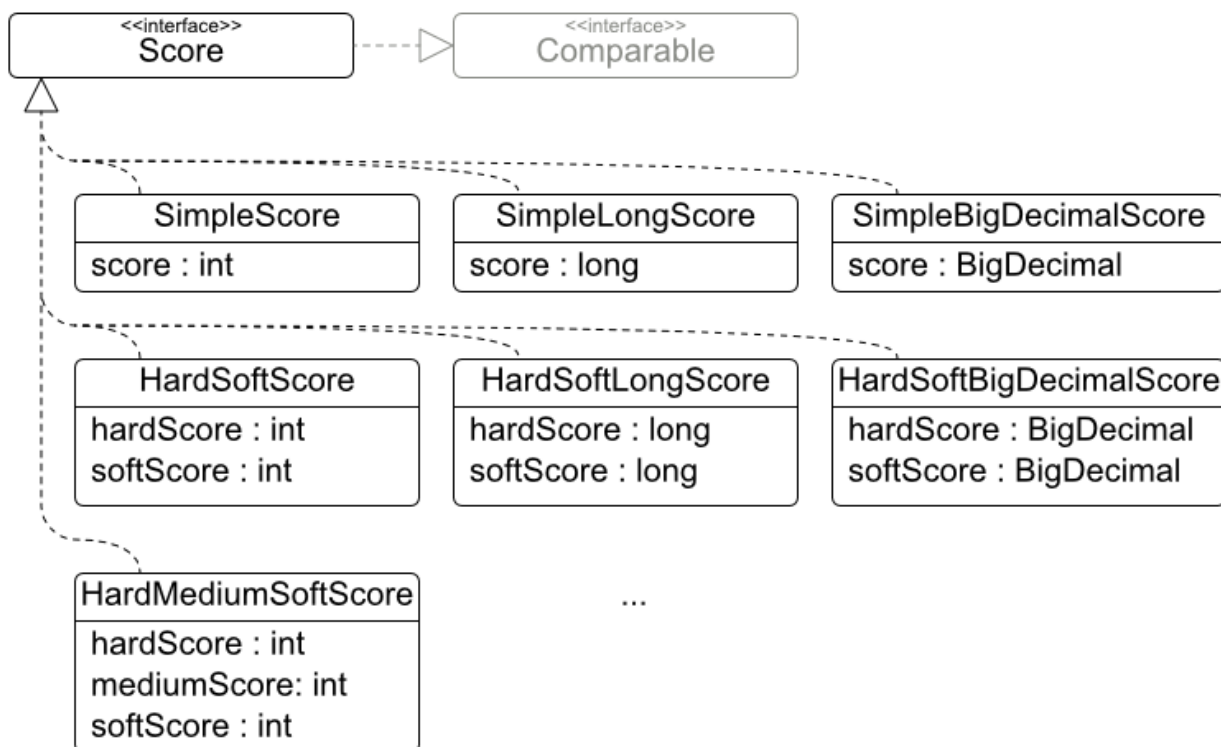 <<interface>>
Score
<<interface>>
Comparable
SimpleScore
score : int
SimpleLongScore
score : long
SimpleBigDecimalScore
score : BigDecimal
HardSoftScore
hardScore : int
softScore : int
HardSoftLongScore
hardScore : long
softScore : long
HardSoftBigDecimalScore
hardScore : BigDecimal
softScore : BigDecimal
HardMediumSoftScore
hardScore : int
mediumScore: int
softScore : int
...